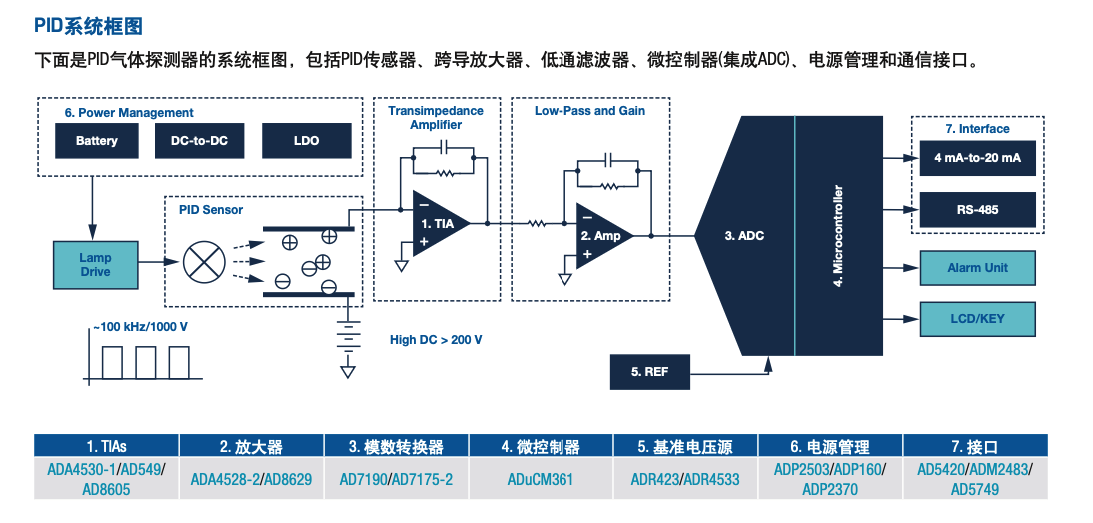 PID系统框图
下面是PID气体探测器的系统框图，包括PID传感器、跨导放大器、低通滤波器、微控制器(集成ADC)、电源管理和通信接口。
6. Power Management
Battery
DC-to-DC
LDO
Transimpedance
Amplifier
Low-Pass and Gain
7. Interface
4 mA-to-20 mA
RS-485
PID Sensor
Lamp
Drive
1. TIA
2. Amp
3. ADC
4. Microcontroller
Alarm Unit
LCD/KEY
~100 kHz/1000 V
High DC > 200 V
5. REF
1. TIAs
2. 放大器
3. 模数转换器
4. 微控制器
5. 基准电压源
6. 电源管理
7. 接口
ADA4530-1/AD549/
AD8605
ADA4528-2/AD8629
AD7190/AD7175-2
ADuCM361
ADR423/ADR4533
ADP2503/ADP160/
ADP2370
AD5420/ADM2483/
AD5749